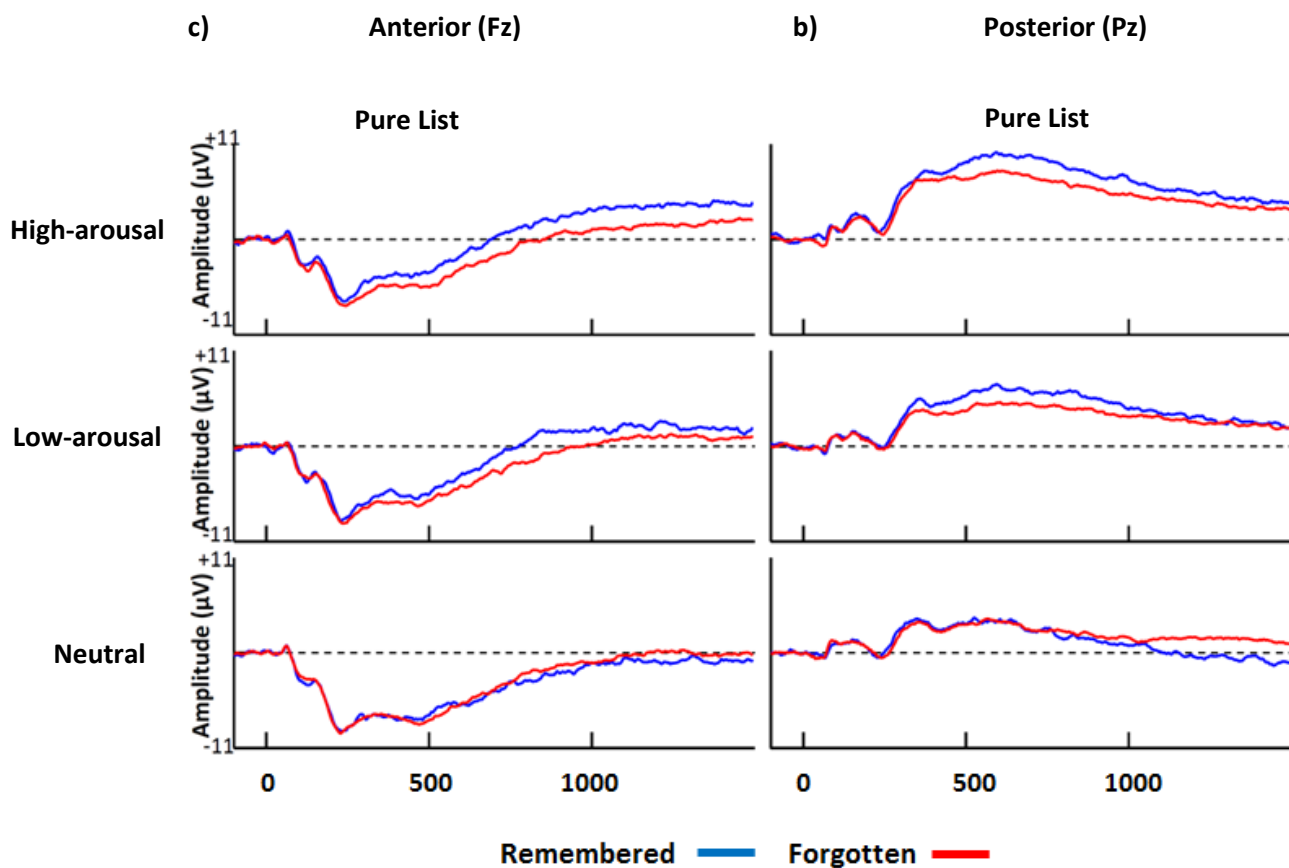 c) Anterior (Fz) b) Posterior (Pz)
Pure List Pure List
High-arousal
Amplitude (µV)
+11
-11
0 500 1000
Low-arousal
Amplitude (µV)
+11
-11
Neutral
Amplitude (µV)
+11
-11
0 500 1000
Remembered Forgotten